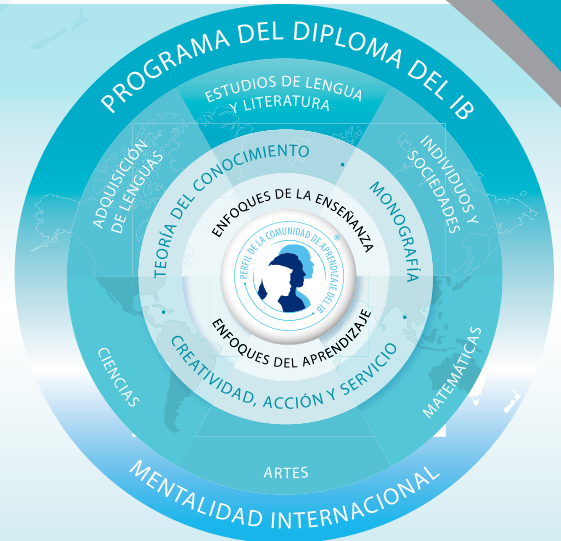 PROGRAMA DEL DIPLOMA DEL IB
ESTUDIOS DE LENGUA
Y LITERATURA
ADQUISICIÓN
DE LENGUAS
INDIVIDUOS Y
SOCIEDADES
TEORÍA DEL CONOCIMIENTO
MONOGRAFÍA
ENFOQUES DE LA ENSEÑANZA
PERFIL DE LA COMUNIDAD DE APRENDIZAJE DEL IB ®
ENFOQUES DEL APRENDIZAJE
CREATIVIDAD, ACCIÓN Y SERVICIO
CIENCIAS
MATEMÁTICAS
ARTES
MENTALIDAD INTERNACIONAL